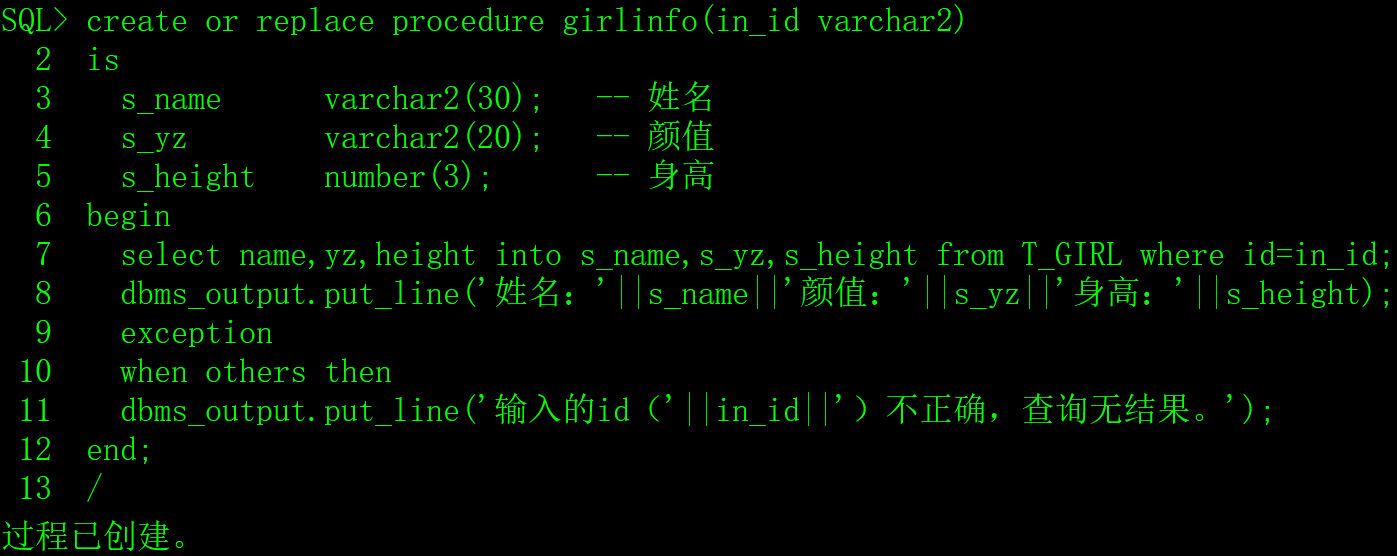 SQL> create or replace procedure girlinfo(in_id varchar2)
  2  is
  3    s_name      varchar2(30);   -- 姓名
  4    s_yz        varchar2(20);   -- 颜值
  5    s_height    number(3);      -- 身高
  6  begin
  7    select name,yz,height into s_name,s_yz,s_height from T_GIRL where id=in_id;
  8    dbms_output.put_line('姓名：'||s_name||'颜值：'||s_yz||'身高：'||s_height);
  9    exception
 10    when others then
 11    dbms_output.put_line('输入的id（'||in_id||'）不正确，查询无结果。');
 12  end;
 13  /
过程已创建。